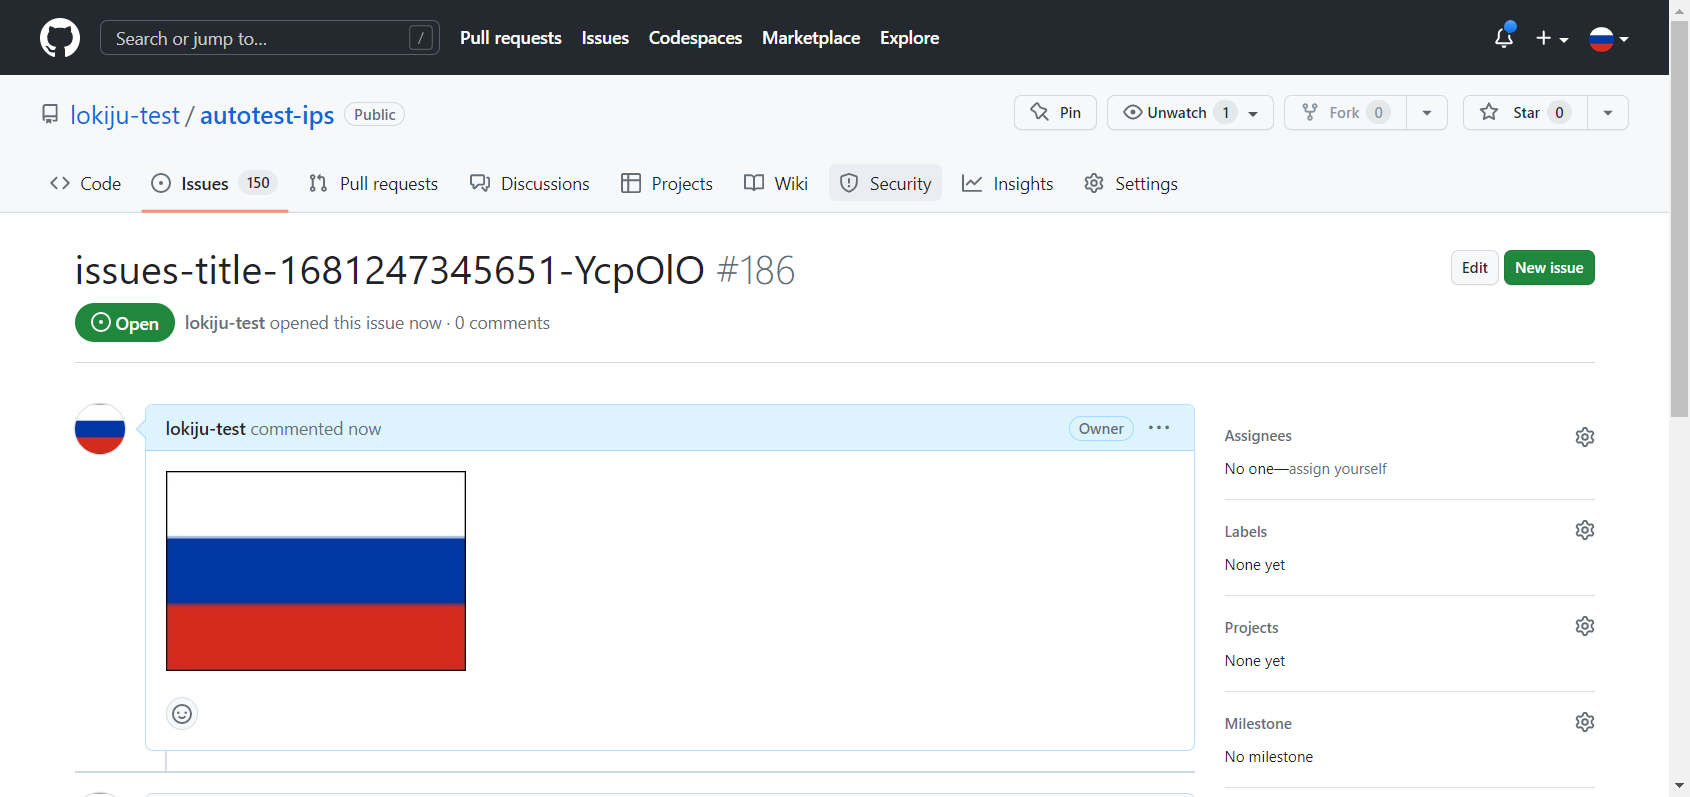 Search or jump to... / Pull requests Issues Codespaces Marketplace Explore
lokiju-test / autotest-ips Public Pin Unwatch 1 Fork 0 Star 0
Code Issues 150 Pull requests Discussions Projects Wiki Security Insights Settings
issues-title-1681247345651-YcpOlO #186 Edit New issue
Open lokiju-test opened this issue now · 0 comments
lokiju-test commented now Owner
Assignees
No one—assign yourself
Labels
None yet
Projects
None yet
Milestone
No milestone